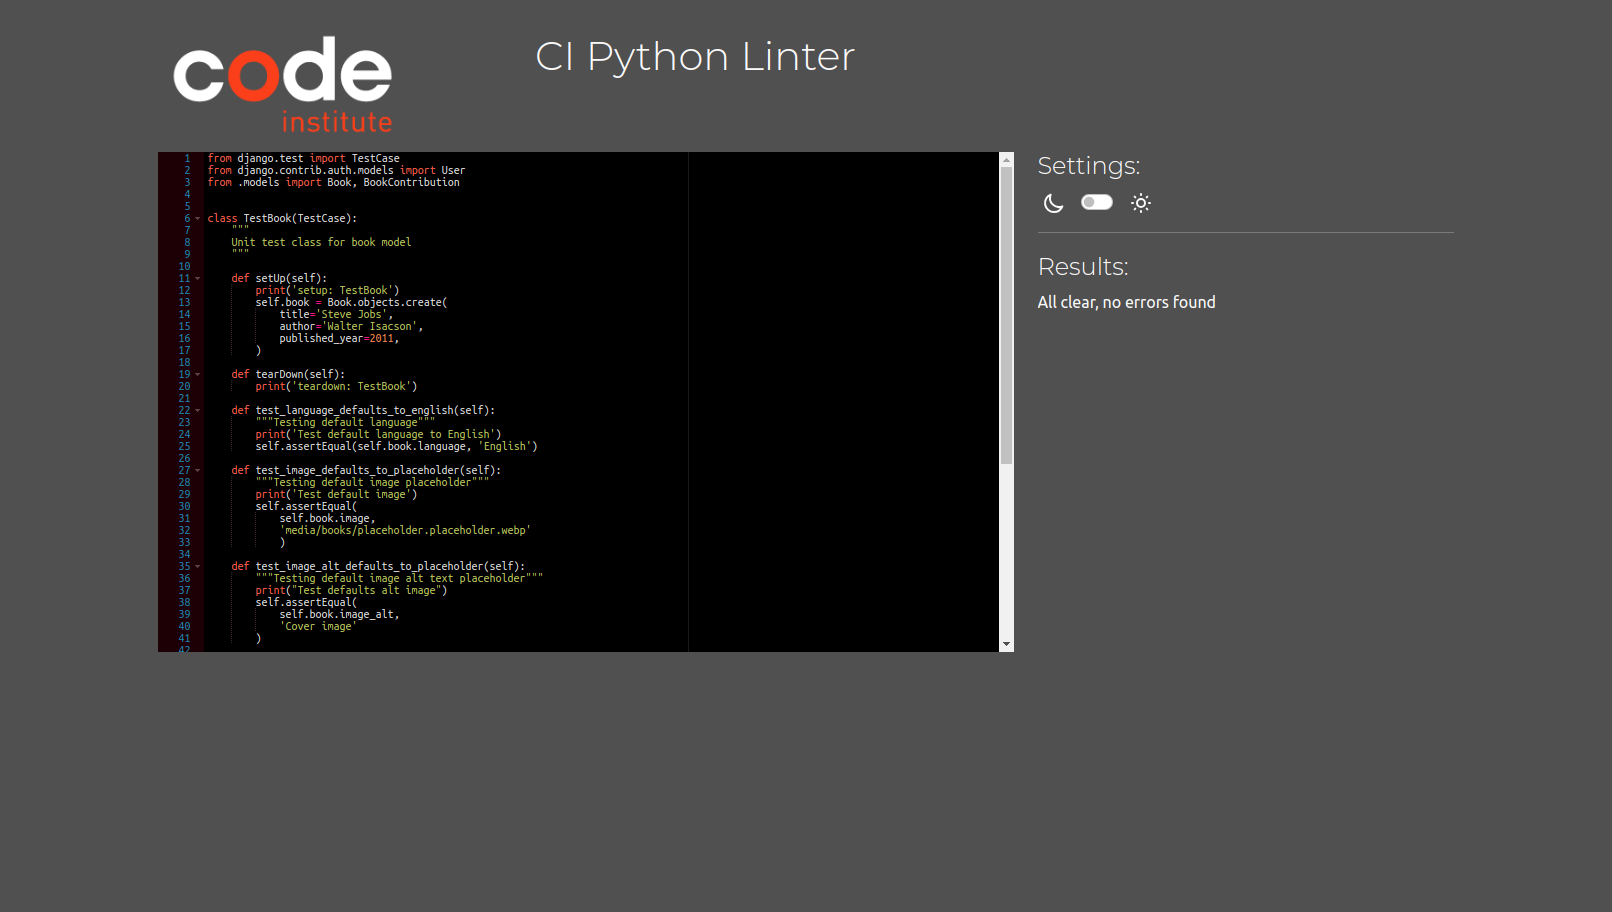 code
institute
CI Python Linter
1 from django.test import TestCase
2 from django.contrib.auth.models import User
3 from .models import Book, BookContribution
4
5
6 class TestBook(TestCase):
7     """
8     Unit test class for book model
9     """
10
11     def setUp(self):
12         print('setup: TestBook')
13         self.book = Book.objects.create(
14             title='Steve Jobs',
15             author='Walter Isacson',
16             published_year=2011,
17         )
18
19     def tearDown(self):
20         print('teardown: TestBook')
21
22     def test_language_defaults_to_english(self):
23         """Testing default language"""
24         print('Test default language to English')
25         self.assertEqual(self.book.language, 'English')
26
27     def test_image_defaults_to_placeholder(self):
28         """Testing default image placeholder"""
29         print('Test default image')
30         self.assertEqual(
31             self.book.image,
32             'media/books/placeholder.placeholder.webp'
33             )
34
35     def test_image_alt_defaults_to_placeholder(self):
36         """Testing default image alt text placeholder"""
37         print("Test defaults alt image")
38         self.assertEqual(
39             self.book.image_alt,
40             'Cover image'
41         )
42
Settings:
Results:
All clear, no errors found